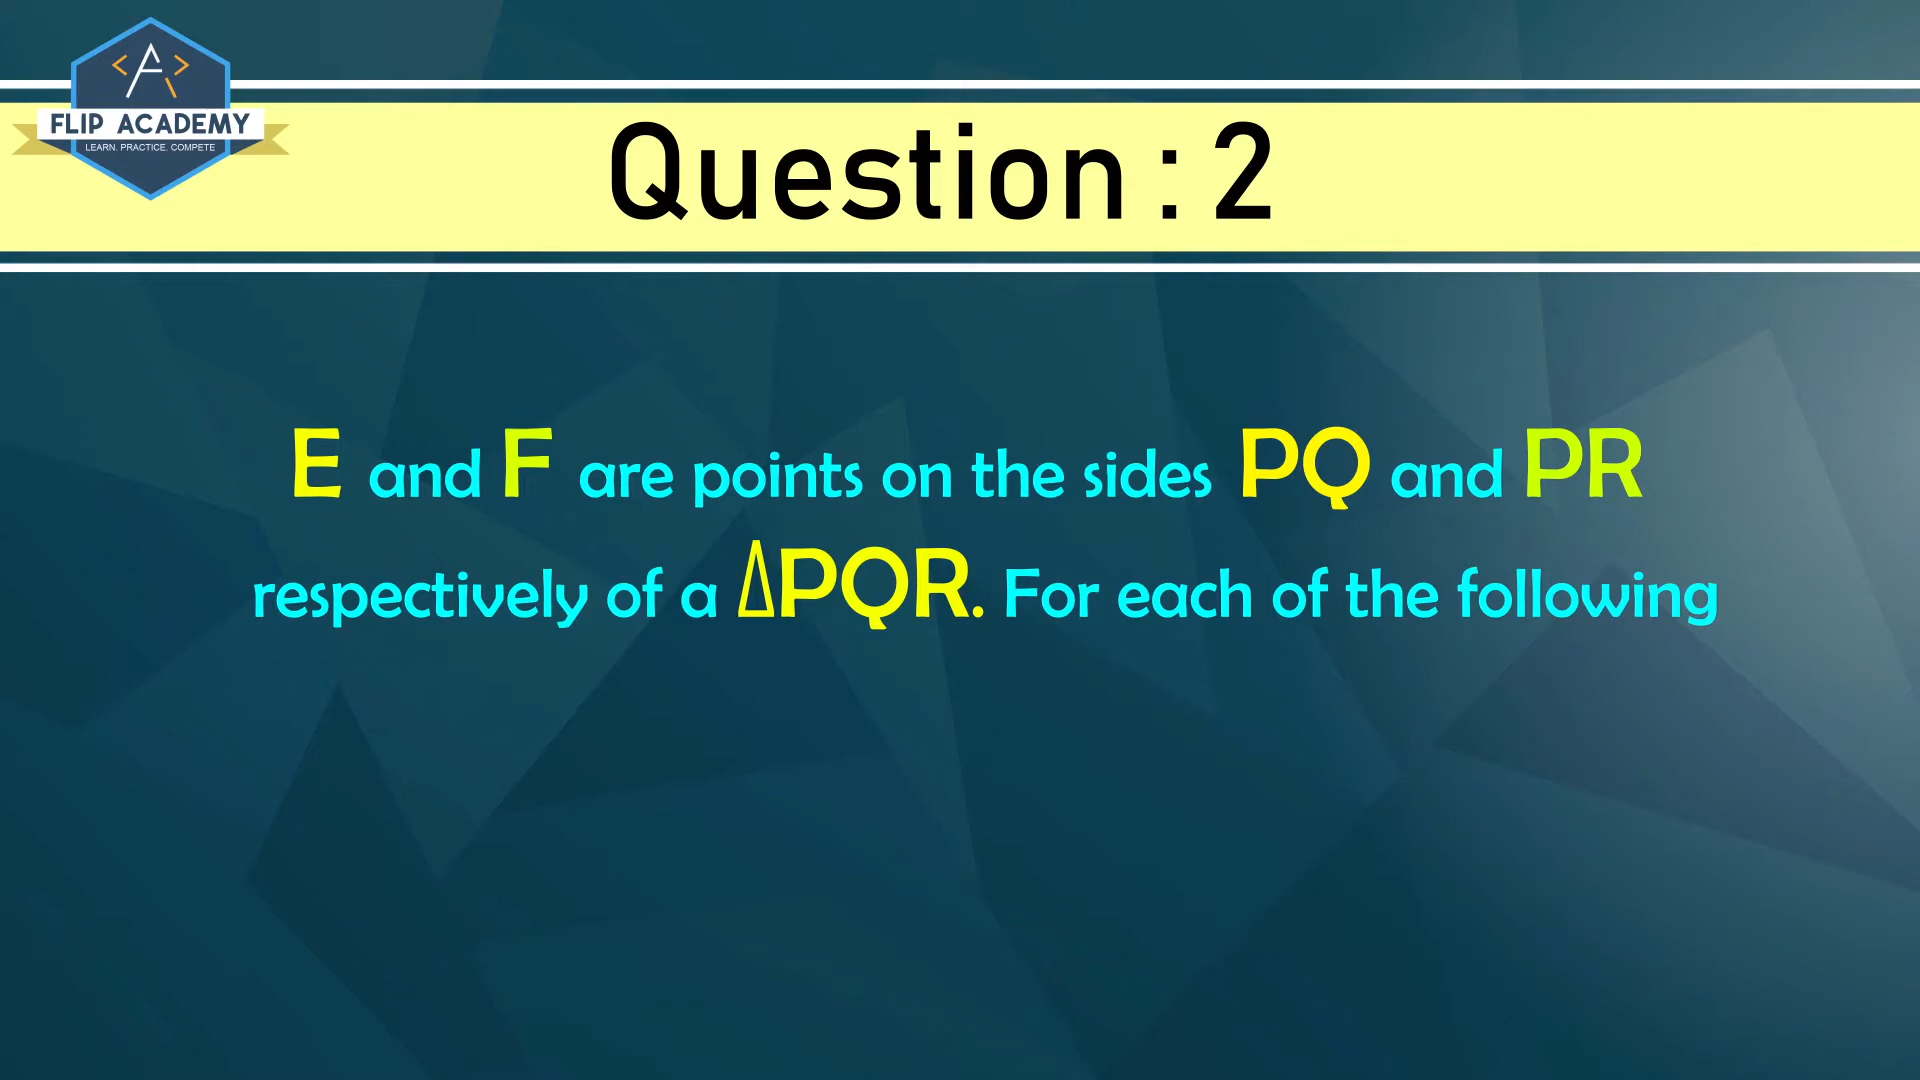 FLIP ACADEMY
LEARN. PRACTICE. COMPETE
Question : 2
E and F are points on the sides PQ and PR
respectively of a ΔPQR. For each of the following